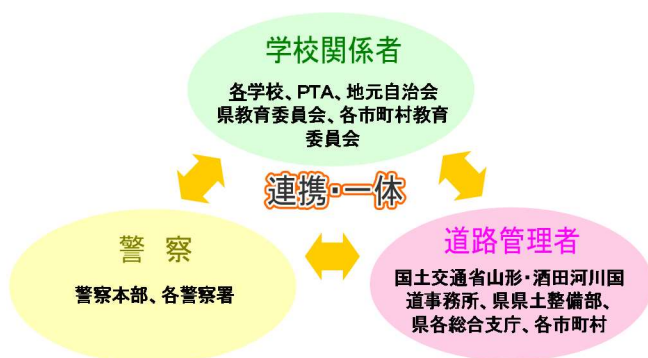 学校関係者
各学校、PTA、地元自治会
県教育委員会、各市町村教育
委員会
連携・一体
警 察
警察本部、各警察署
道路管理者
国土交通省山形・酒田河川国
道事務所、県県土整備部、
県各総合支庁、各市町村